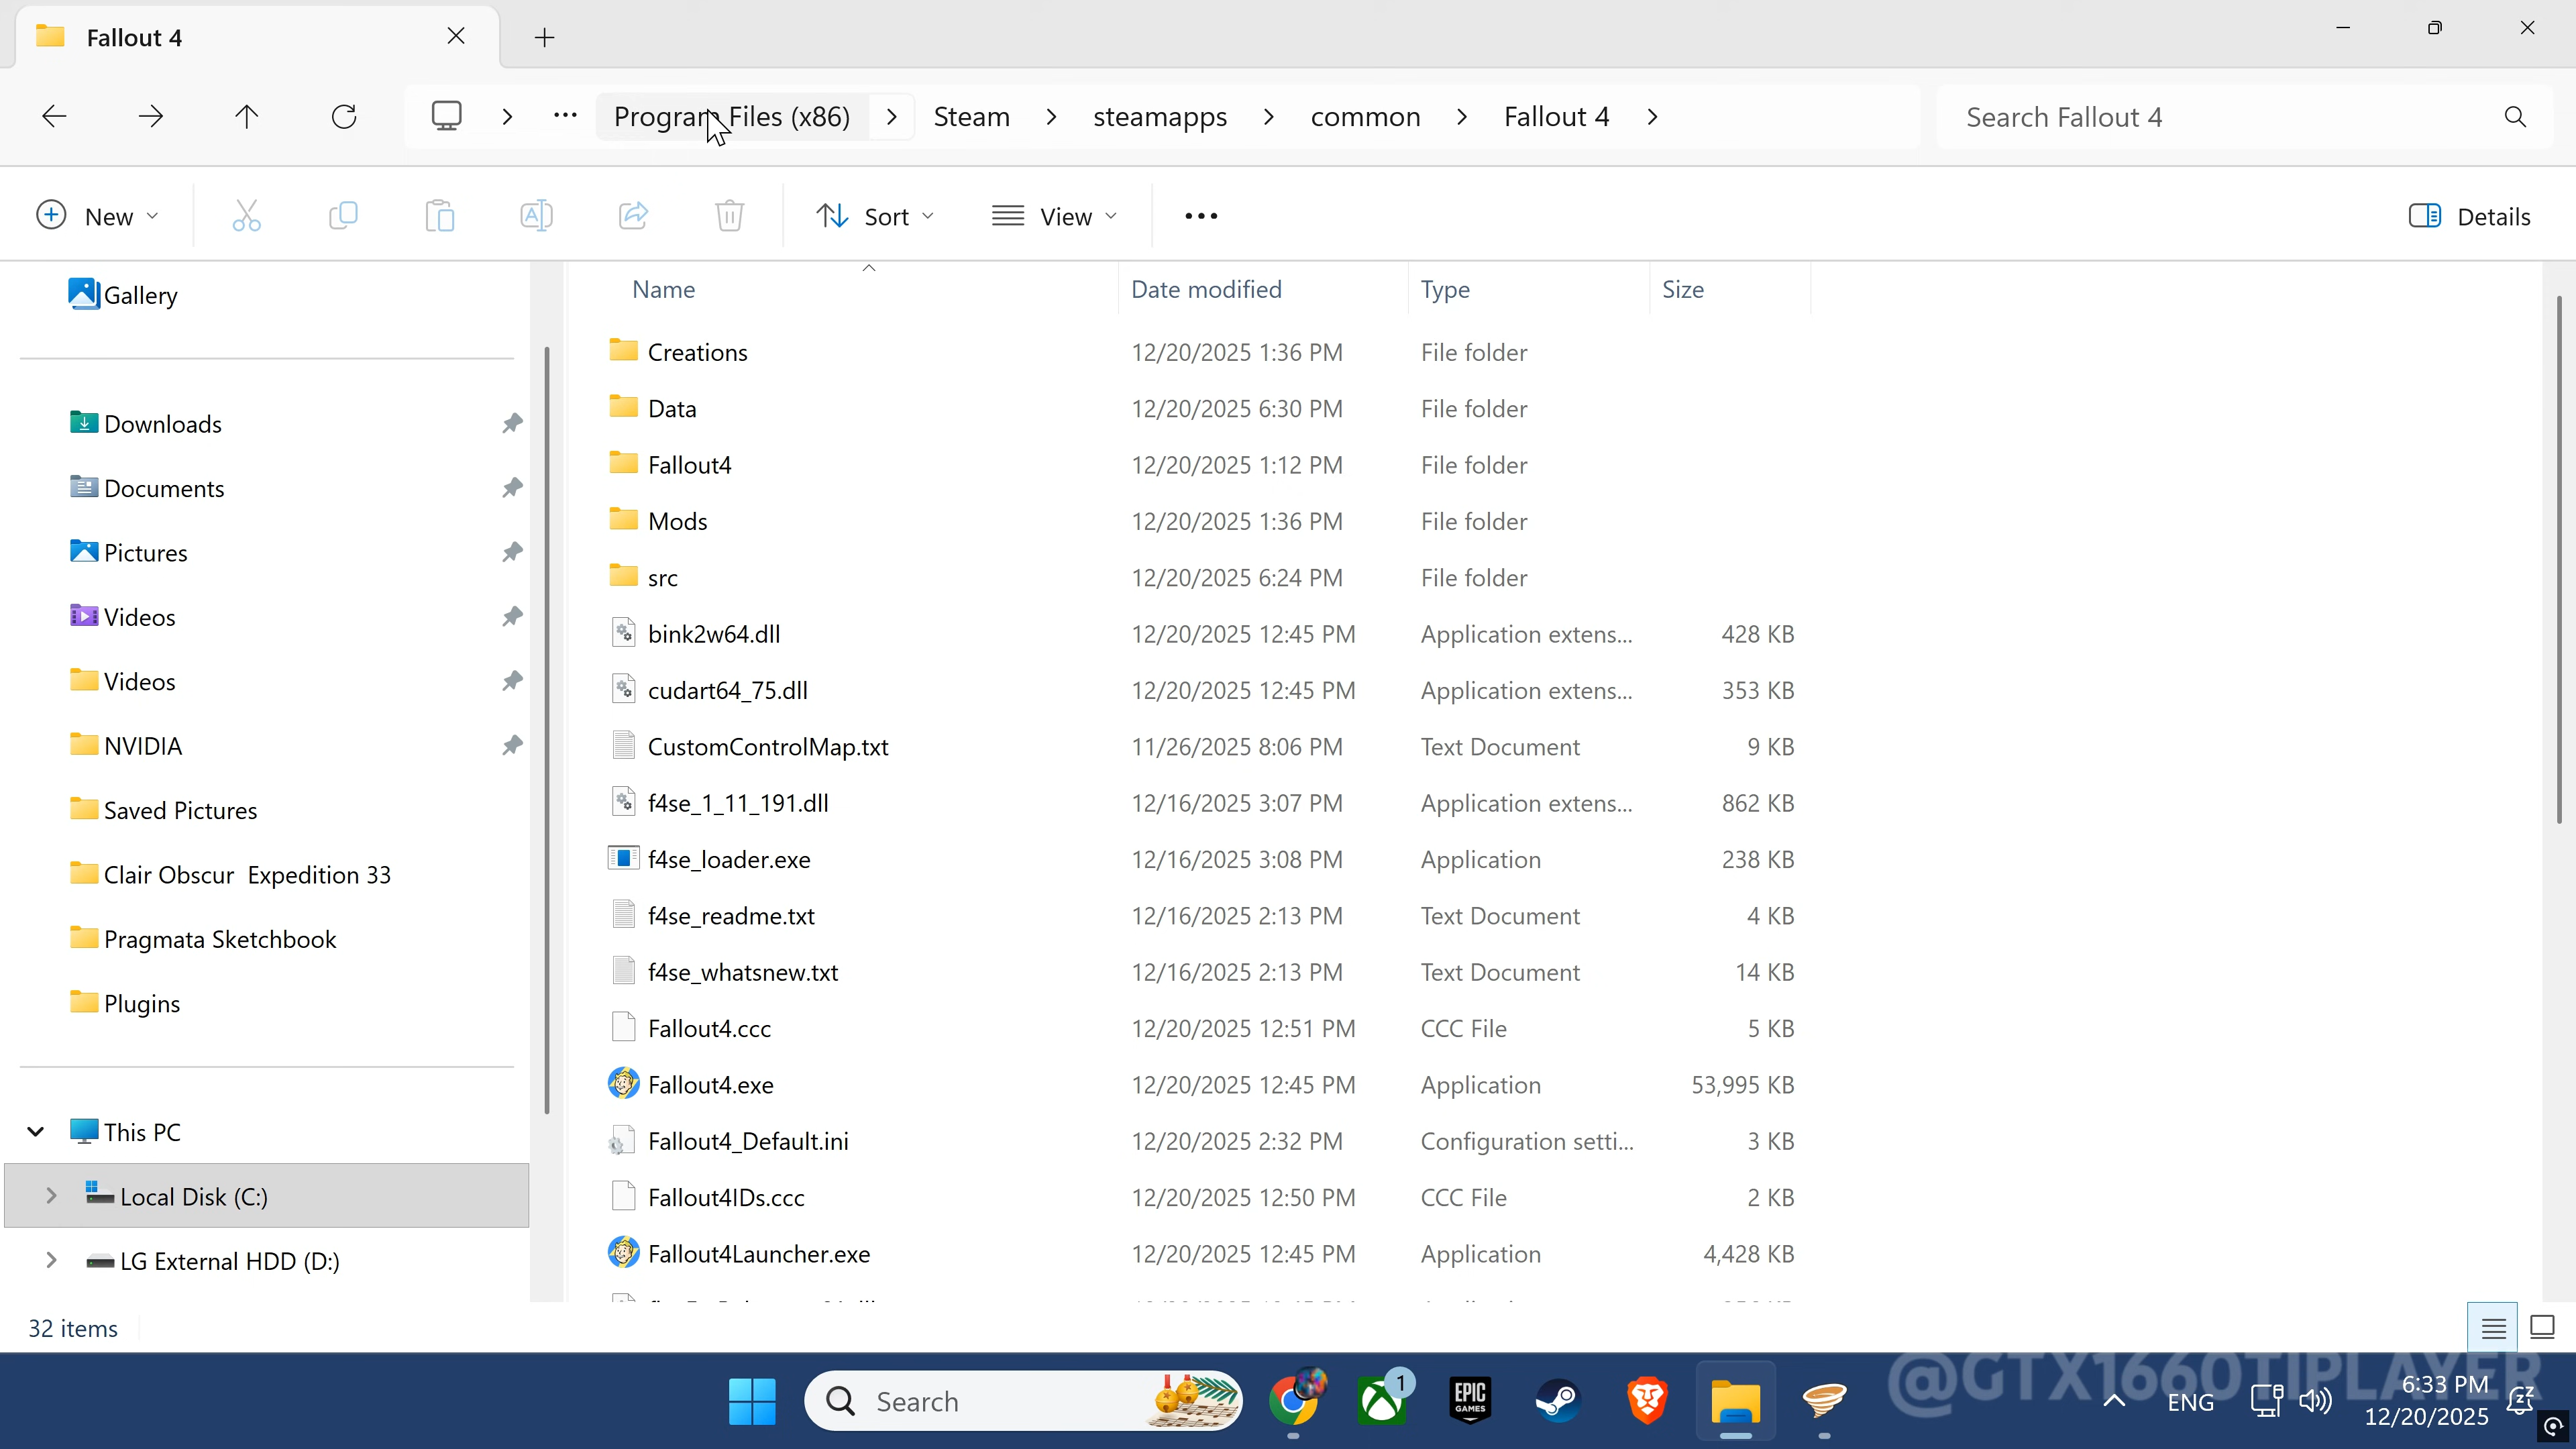 Fallout 4
Program Files (x86) Steam steamapps common Fallout 4
Search Fallout 4
New
Sort
View
Details
Gallery
Downloads
Documents
Pictures
Videos
Videos
NVIDIA
Saved Pictures
Clair Obscur Expedition 33
Pragmata Sketchbook
Plugins
This PC
Local Disk (C:)
LG External HDD (D:)
Name Date modified Type Size
Creations 12/20/2025 1:36 PM File folder
Data 12/20/2025 6:30 PM File folder
Fallout4 12/20/2025 1:12 PM File folder
Mods 12/20/2025 1:36 PM File folder
src 12/20/2025 6:24 PM File folder
bink2w64.dll 12/20/2025 12:45 PM Application extens... 428 KB
cudart64_75.dll 12/20/2025 12:45 PM Application extens... 353 KB
CustomControlMap.txt 11/26/2025 8:06 PM Text Document 9 KB
f4se_1_11_191.dll 12/16/2025 3:07 PM Application extens... 862 KB
f4se_loader.exe 12/16/2025 3:08 PM Application 238 KB
f4se_readme.txt 12/16/2025 2:13 PM Text Document 4 KB
f4se_whatsnew.txt 12/16/2025 2:13 PM Text Document 14 KB
Fallout4.ccc 12/20/2025 12:51 PM CCC File 5 KB
Fallout4.exe 12/20/2025 12:45 PM Application 53,995 KB
Fallout4_Default.ini 12/20/2025 2:32 PM Configuration setti... 3 KB
Fallout4IDs.ccc 12/20/2025 12:50 PM CCC File 2 KB
Fallout4Launcher.exe 12/20/2025 12:45 PM Application 4,428 KB
32 items
Search
1
EPIC
GAMES
@GTX1660TIPLAYER
ENG
6:33 PM
12/20/2025